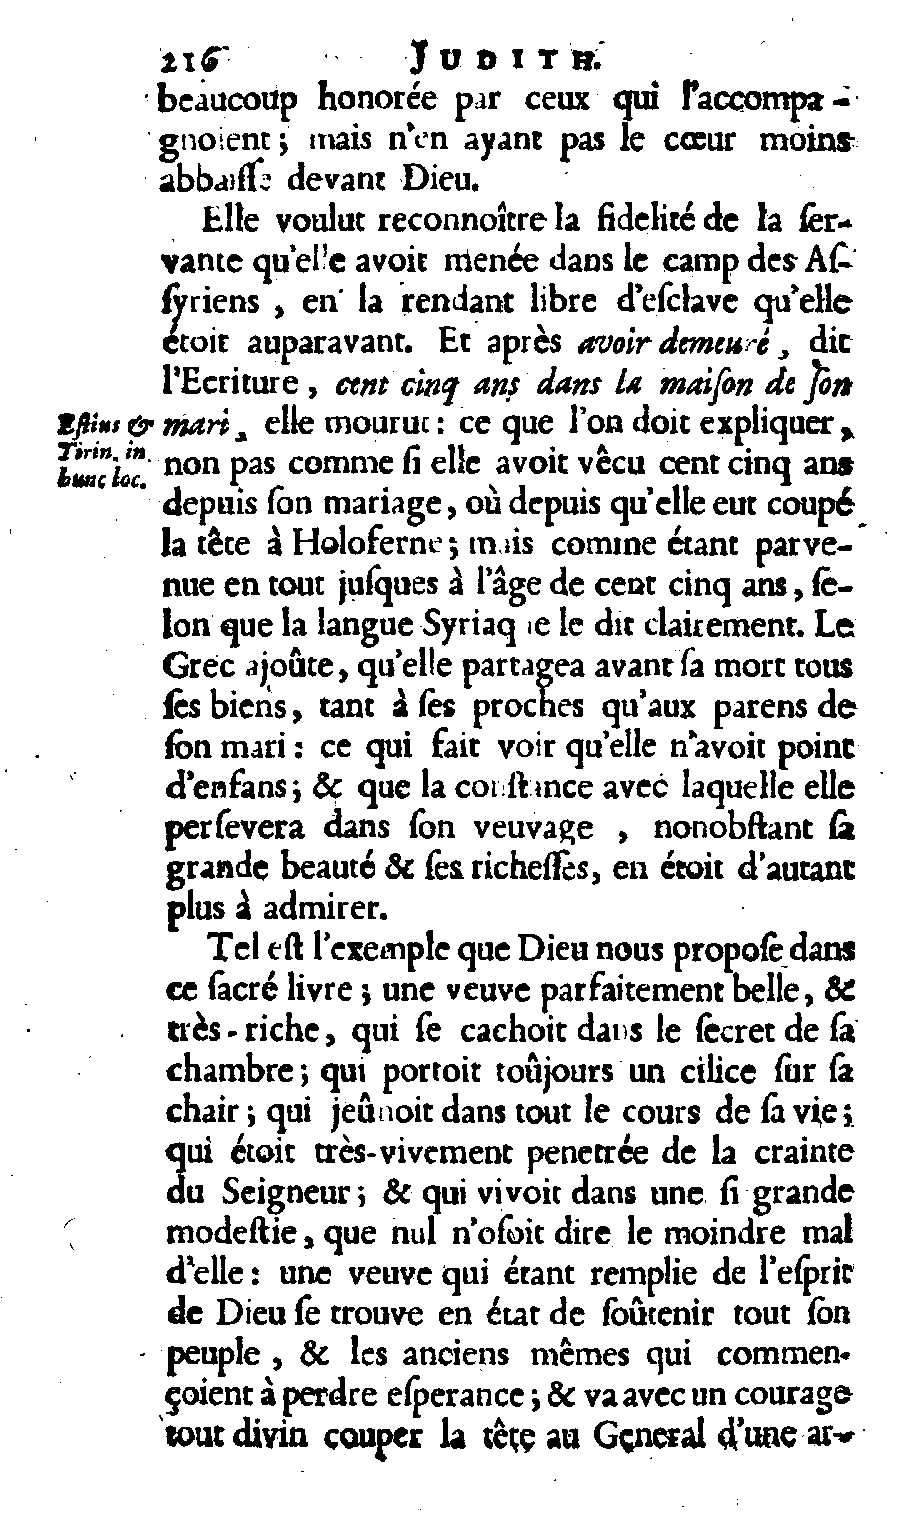 216 JUDITH.
beaucoup honorée par ceux qui l'accompa-
gnoient; mais n'en ayant pas le cœur moins
abbaiſſé devant Dieu.
Elle voulut reconnoître la fidelité de la ſer-
vante qu'elle avoit menée dans le camp des Aſ-
ſyriens, en la rendant libre d'eſclave qu'elle
étoit auparavant. Et après avoir demeuré, dit
l'Ecriture, cent cinq ans dans la maiſon de ſon
mari, elle mourut: ce que l'on doit expliquer,
non pas comme ſi elle avoit vêcu cent cinq ans
depuis ſon mariage, où depuis qu'elle eut coupé
la tête à Holoferne; mais comme étant parve-
nue en tout juſques à l'âge de cent cinq ans, ſe-
lon que la langue Syriaque le dit clairement. Le
Grec ajoûte, qu'elle partagea avant ſa mort tous
ſes biens, tant à ſes proches qu'aux parens de
ſon mari: ce qui fait voir qu'elle n'avoit point
d'enfans; & que la conſtance avec laquelle elle
perſevera dans ſon veuvage, nonobſtant ſa
grande beauté & ſes richeſſes, en étoit d'autant
plus à admirer.
Tel eſt l'exemple que Dieu nous propoſe dans
ce ſacré livre; une veuve parfaitement belle, &
très-riche, qui ſe cachoit dans le ſecret de ſa
chambre; qui portoit toûjours un cilice ſur ſa
chair; qui jeûnoit dans tout le cours de ſa vie;
qui étoit très-vivement penetrée de la crainte
du Seigneur; & qui vivoit dans une ſi grande
modeſtie, que nul n'oſoit dire le moindre mal
d'elle: une veuve qui étant remplie de l'eſprit
de Dieu ſe trouve en état de ſoûtenir tout ſon
peuple, & les anciens mêmes qui commen-
çoient à perdre eſperance; & va avec un courage
tout divin couper la tête au General d'une ar-
Eſtius &
Tirin. in
hunc loc.